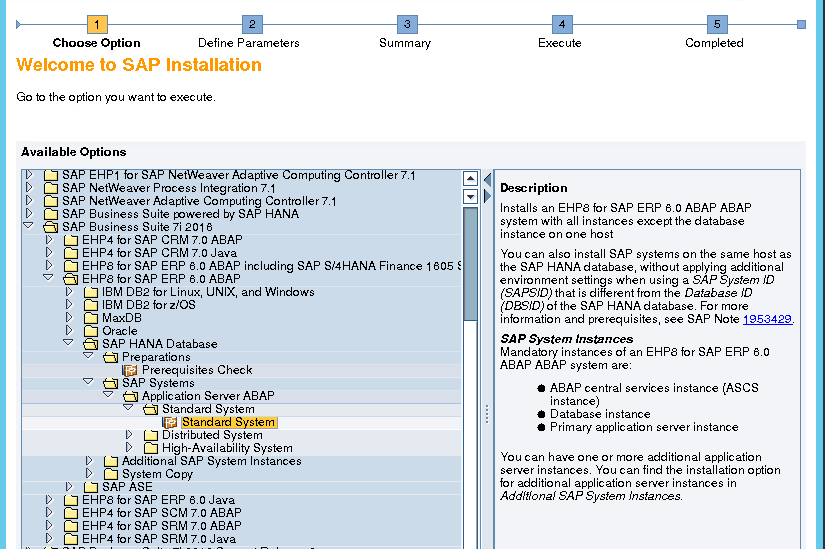 1
2
3
4
5
Choose Option
Define Parameters
Summary
Execute
Completed
Welcome to SAP Installation
Go to the option you want to execute.
Available Options
SAP EHP1 for SAP NetWeaver Adaptive Computing Controller 7.1
SAP NetWeaver Process Integration 7.1
SAP NetWeaver Adaptive Computing Controller 7.1
SAP Business Suite powered by SAP HANA
SAP Business Suite 7i 2016
EHP4 for SAP CRM 7.0 ABAP
EHP4 for SAP CRM 7.0 Java
EHP8 for SAP ERP 6.0 ABAP including SAP S/4HANA Finance 1605 S
EHP8 for SAP ERP 6.0 ABAP
IBM DB2 for Linux, UNIX, and Windows
IBM DB2 for z/OS
MaxDB
Oracle
SAP HANA Database
Preparations
Prerequisites Check
SAP Systems
Application Server ABAP
Standard System
Standard System
Distributed System
High-Availability System
Additional SAP System Instances
System Copy
SAP ASE
EHP8 for SAP ERP 6.0 Java
EHP4 for SAP SCM 7.0 ABAP
EHP4 for SAP SRM 7.0 ABAP
EHP4 for SAP SRM 7.0 Java
Description
Installs an EHP8 for SAP ERP 6.0 ABAP ABAP
system with all instances except the database
instance on one host
You can also install SAP systems on the same host as
the SAP HANA database, without applying additional
environment settings when using a SAP System ID
(SAPSID) that is different from the Database ID
(DBSID) of the SAP HANA database. For more
information and prerequisites, see SAP Note 1953429.
SAP System Instances
Mandatory instances of an EHP8 for SAP ERP 6.0
ABAP ABAP system are:
● ABAP central services instance (ASCS
instance)
● Database instance
● Primary application server instance
You can have one or more additional application
server instances. You can find the installation option
for additional application server instances in
Additional SAP System Instances.